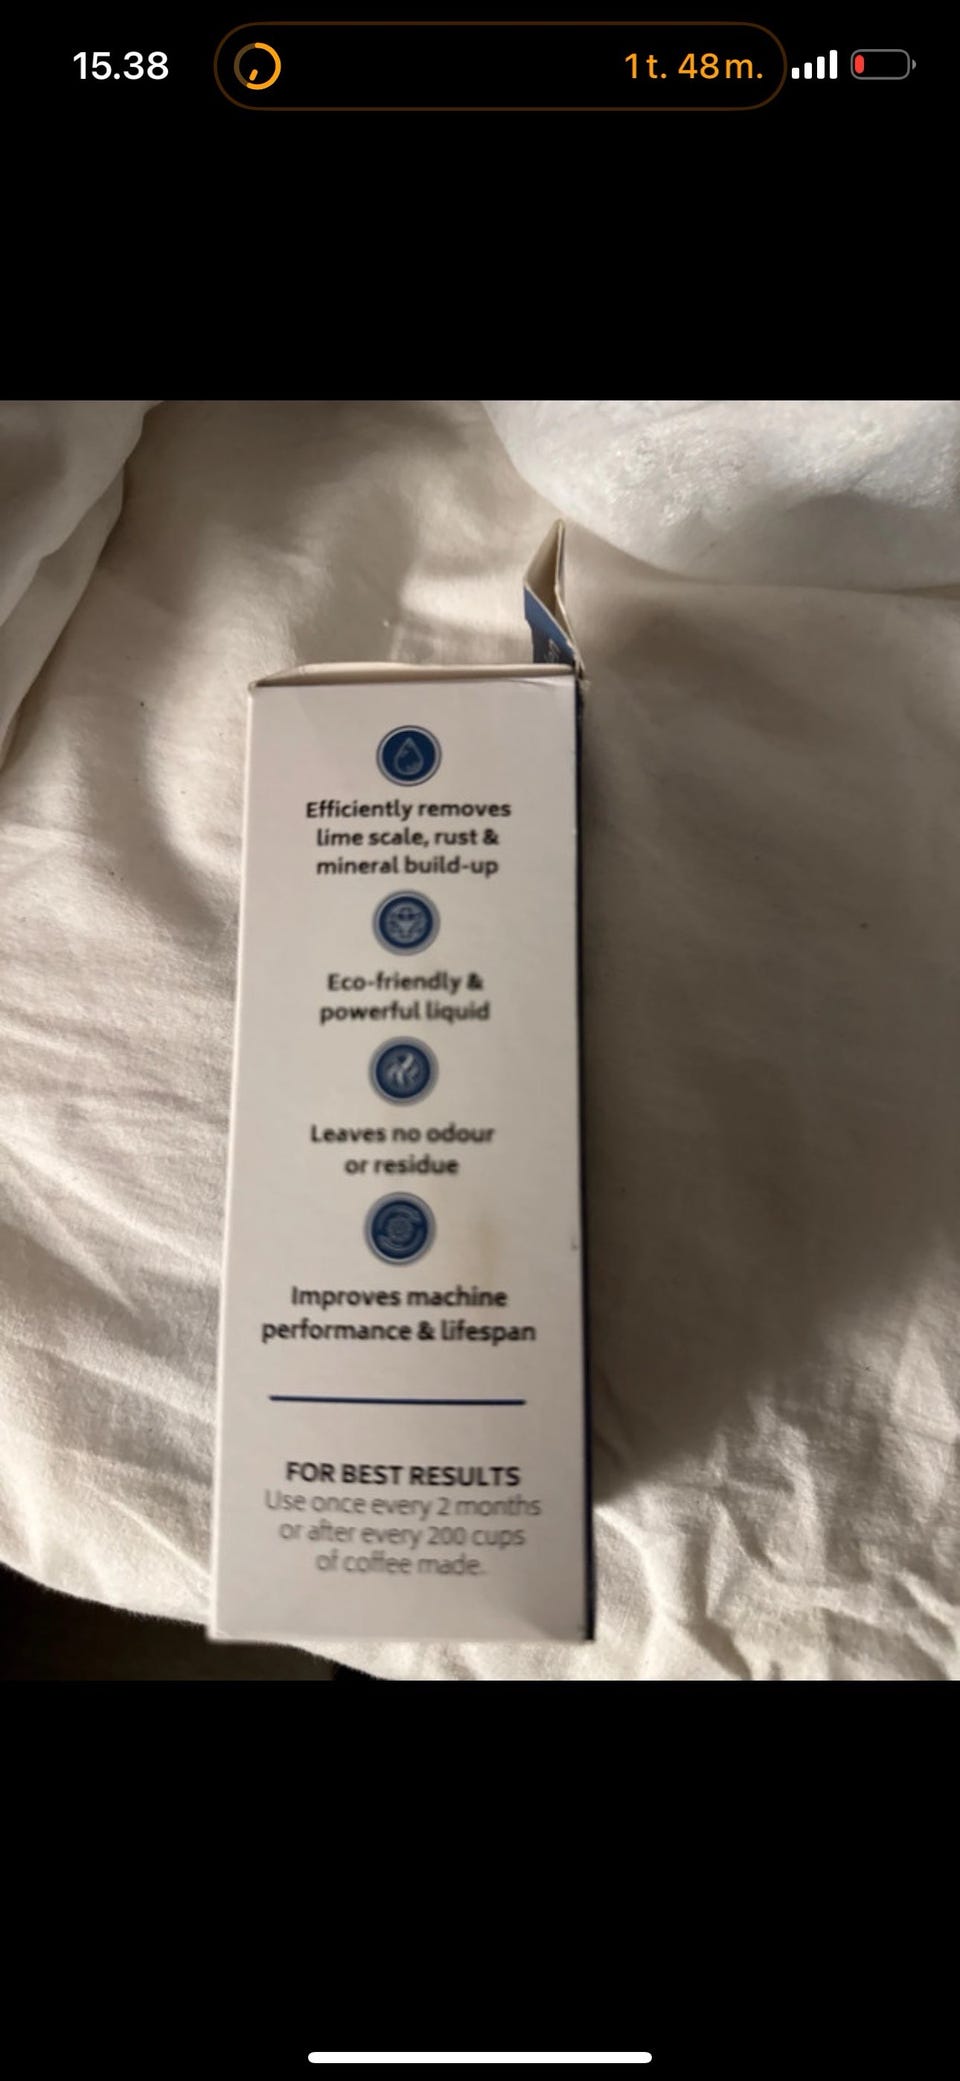 15.38
1 t. 48 m.
Efficiently removes
lime scale, rust &
mineral build-up
Eco-friendly &
powerful liquid
Leaves no odour
or residue
Improves machine
performance & lifespan
FOR BEST RESULTS
Use once every 2 months
or after every 200 cups
of coffee made.